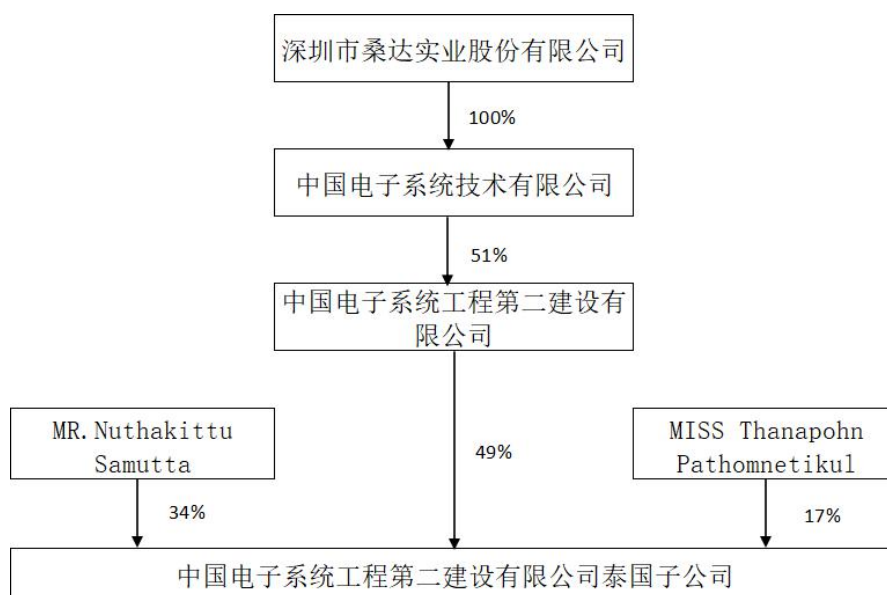 深圳市桑达实业股份有限公司
100%
中国电子系统技术有限公司
51%
中国电子系统工程第二建设有
限公司
MR.Nuthakittu
Samutta
49%
MISS Thanapohn
Pathomnetikul
34%
17%
中国电子系统工程第二建设有限公司泰国子公司